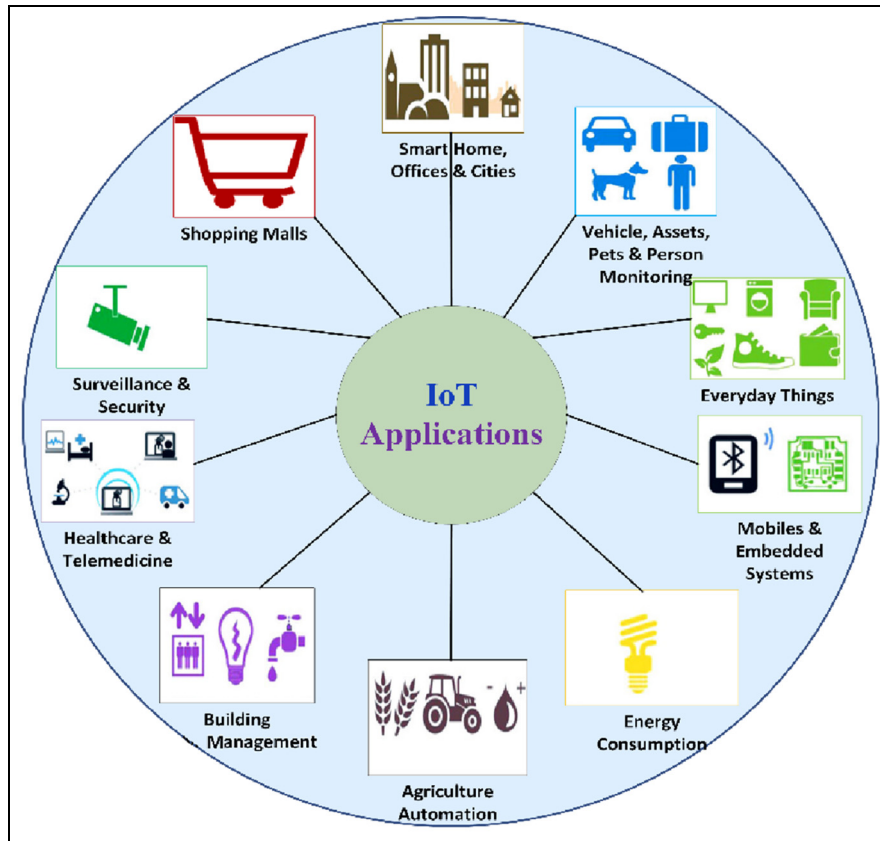 Smart Home,
Offices & Cities
Shopping Malls
Vehicle, Assets,
Pets & Person
Monitoring
Surveillance &
Security
IoT
Applications
Everyday Things
Healthcare &
Telemedicine
Mobiles &
Embedded
Systems
Building
Management
Energy
Consumption
- +
Agriculture
Automation